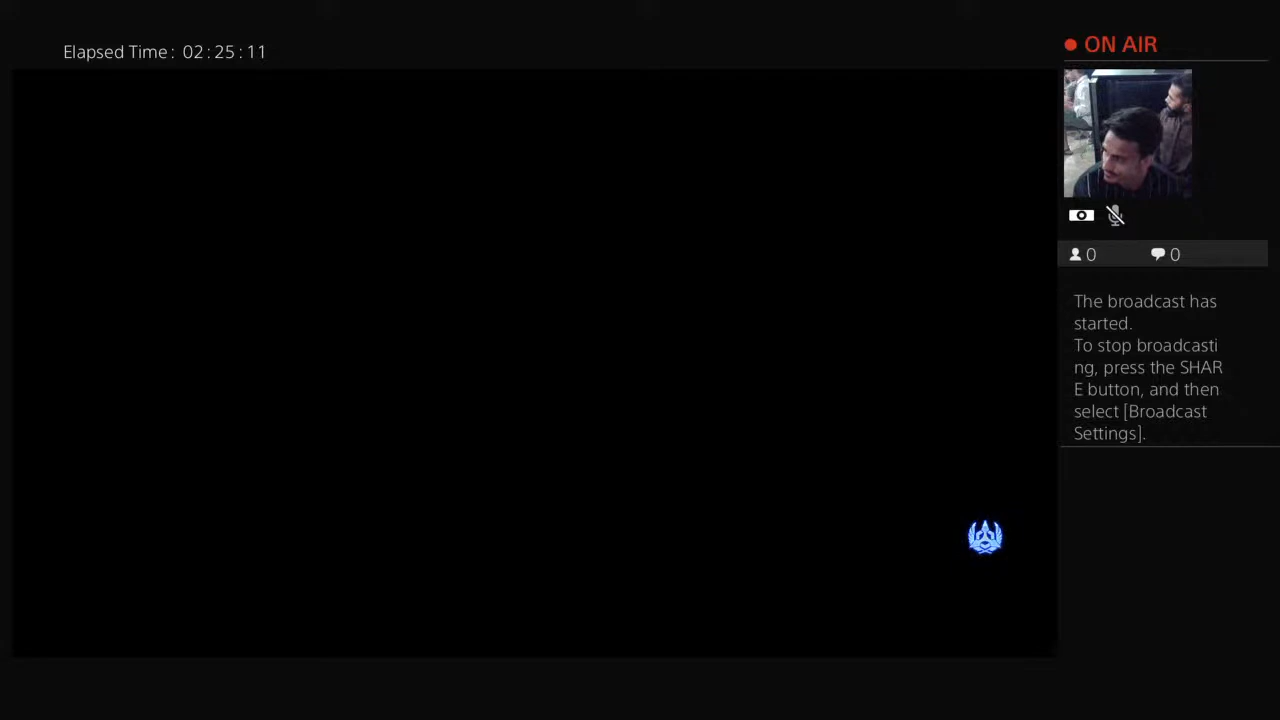 Elapsed Time: 02:25:11
ON AIR
0 0
The broadcast has
started.
To stop broadcasti
ng, press the SHAR
E button, and then
select [Broadcast
Settings].